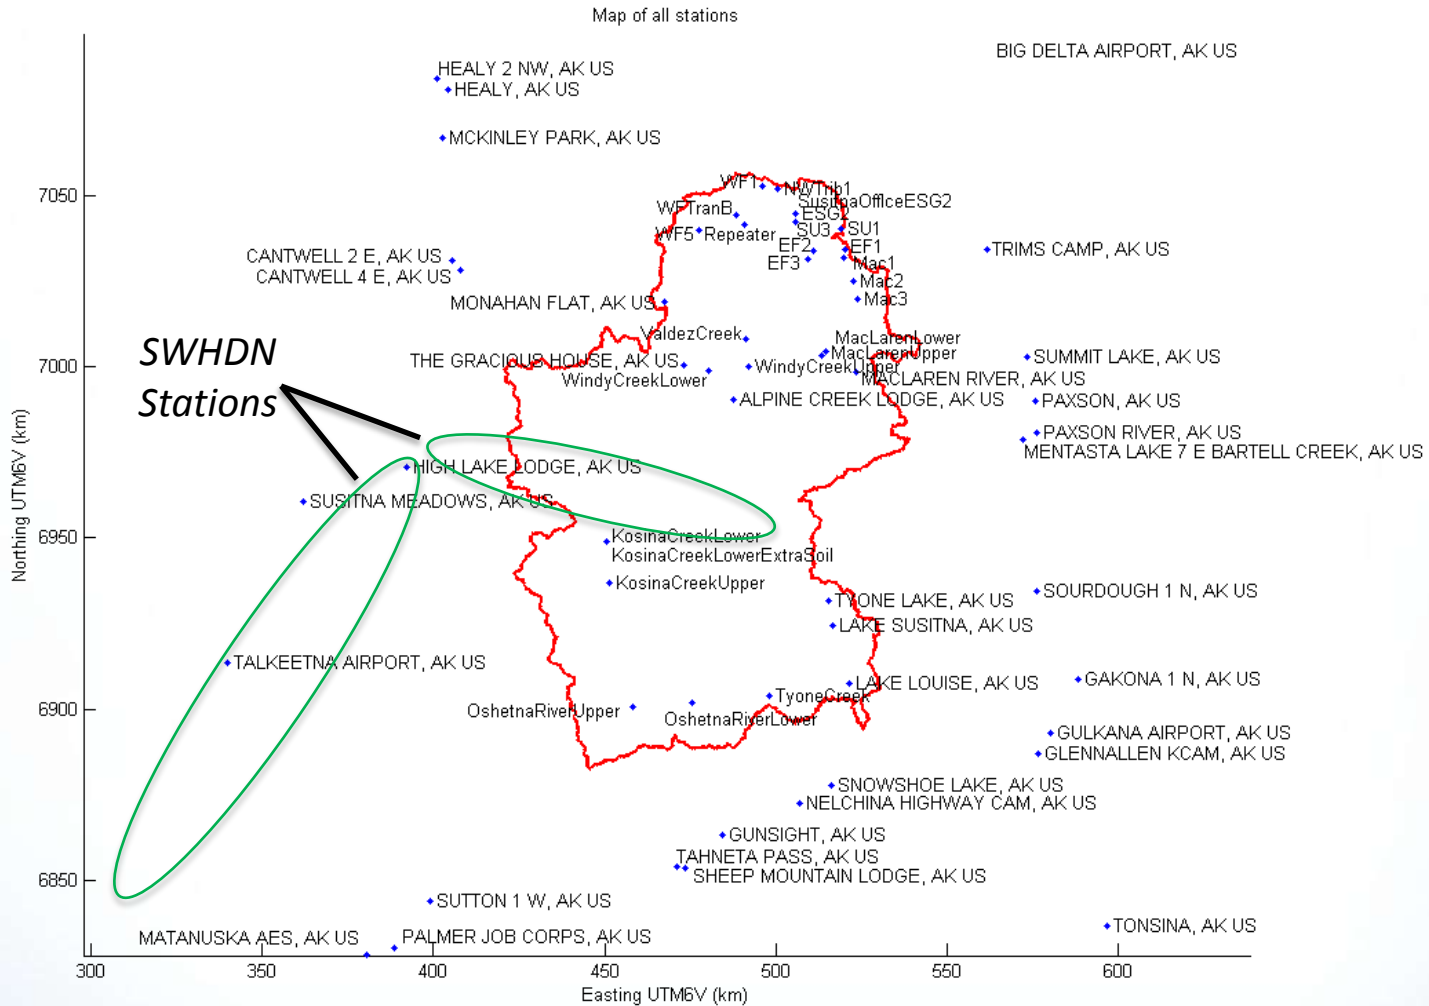 Map of all stations
BIG DELTA AIRPORT, AK US
HEALY 2 NW, AK US
HEALY, AK US
MCKINLEY PARK, AK US
7050
WF1
NWTrib1
SusitnaOfficeESG2
WFTranB
ESG2
WF5
Repeater
SU3
SU1
EF2
EF1
TRIMS CAMP, AK US
CANTWELL 2 E, AK US
EF3
Mac1
CANTWELL 4 E, AK US
Mac2
MONAHAN FLAT, AK US
Mac3
ValdezCreek
MacLarenLower
SWHDN
Stations
MacLarenUpper
SUMMIT LAKE, AK US
7000
THE GRACIOUS HOUSE, AK US
WindyCreekUpper
WindyCreekLower
MACLAREN RIVER, AK US
ALPINE CREEK LODGE, AK US
PAXSON, AK US
PAXSON RIVER, AK US
MENTASTA LAKE 7 E BARTELL CREEK, AK US
HIGH LAKE LODGE, AK US
SUSITNA MEADOWS, AK US
Northing UTM6V (km)
6950
KosinaCreekLower
KosinaCreekLowerExtraSoil
KosinaCreekUpper
SOURDOUGH 1 N, AK US
TYONE LAKE, AK US
LAKE SUSITNA, AK US
TALKEETNA AIRPORT, AK US
LAKE LOUISE, AK US
GAKONA 1 N, AK US
TyoneCreek
6900
OshetnaRiverUpper
OshetnaRiverLower
GULKANA AIRPORT, AK US
GLENNALLEN KCAM, AK US
SNOWSHOE LAKE, AK US
NELCHINA HIGHWAY CAM, AK US
GUNSIGHT, AK US
TAHNETA PASS, AK US
SHEEP MOUNTAIN LODGE, AK US
6850
SUTTON 1 W, AK US
TONSINA, AK US
MATANUSKA AES, AK US
PALMER JOB CORPS, AK US
300
350
400
450
500
550
600
Easting UTM6V (km)